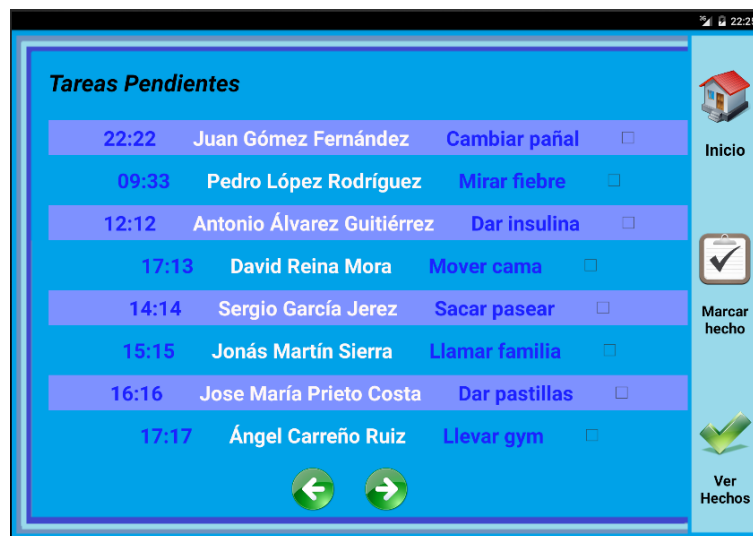 22:25
Tareas Pendientes
22:22 Juan Gómez Fernández Cambiar pañal
09:33 Pedro López Rodríguez Mirar fiebre
12:12 Antonio Álvarez Guitiérrez Dar insulina
17:13 David Reina Mora Mover cama
14:14 Sergio García Jerez Sacar pasear
15:15 Jonás Martín Sierra Llamar familia
16:16 Jose María Prieto Costa Dar pastillas
17:17 Ángel Carreño Ruiz Llevar gym
Inicio
Marcar
hecho
Ver
Hechos